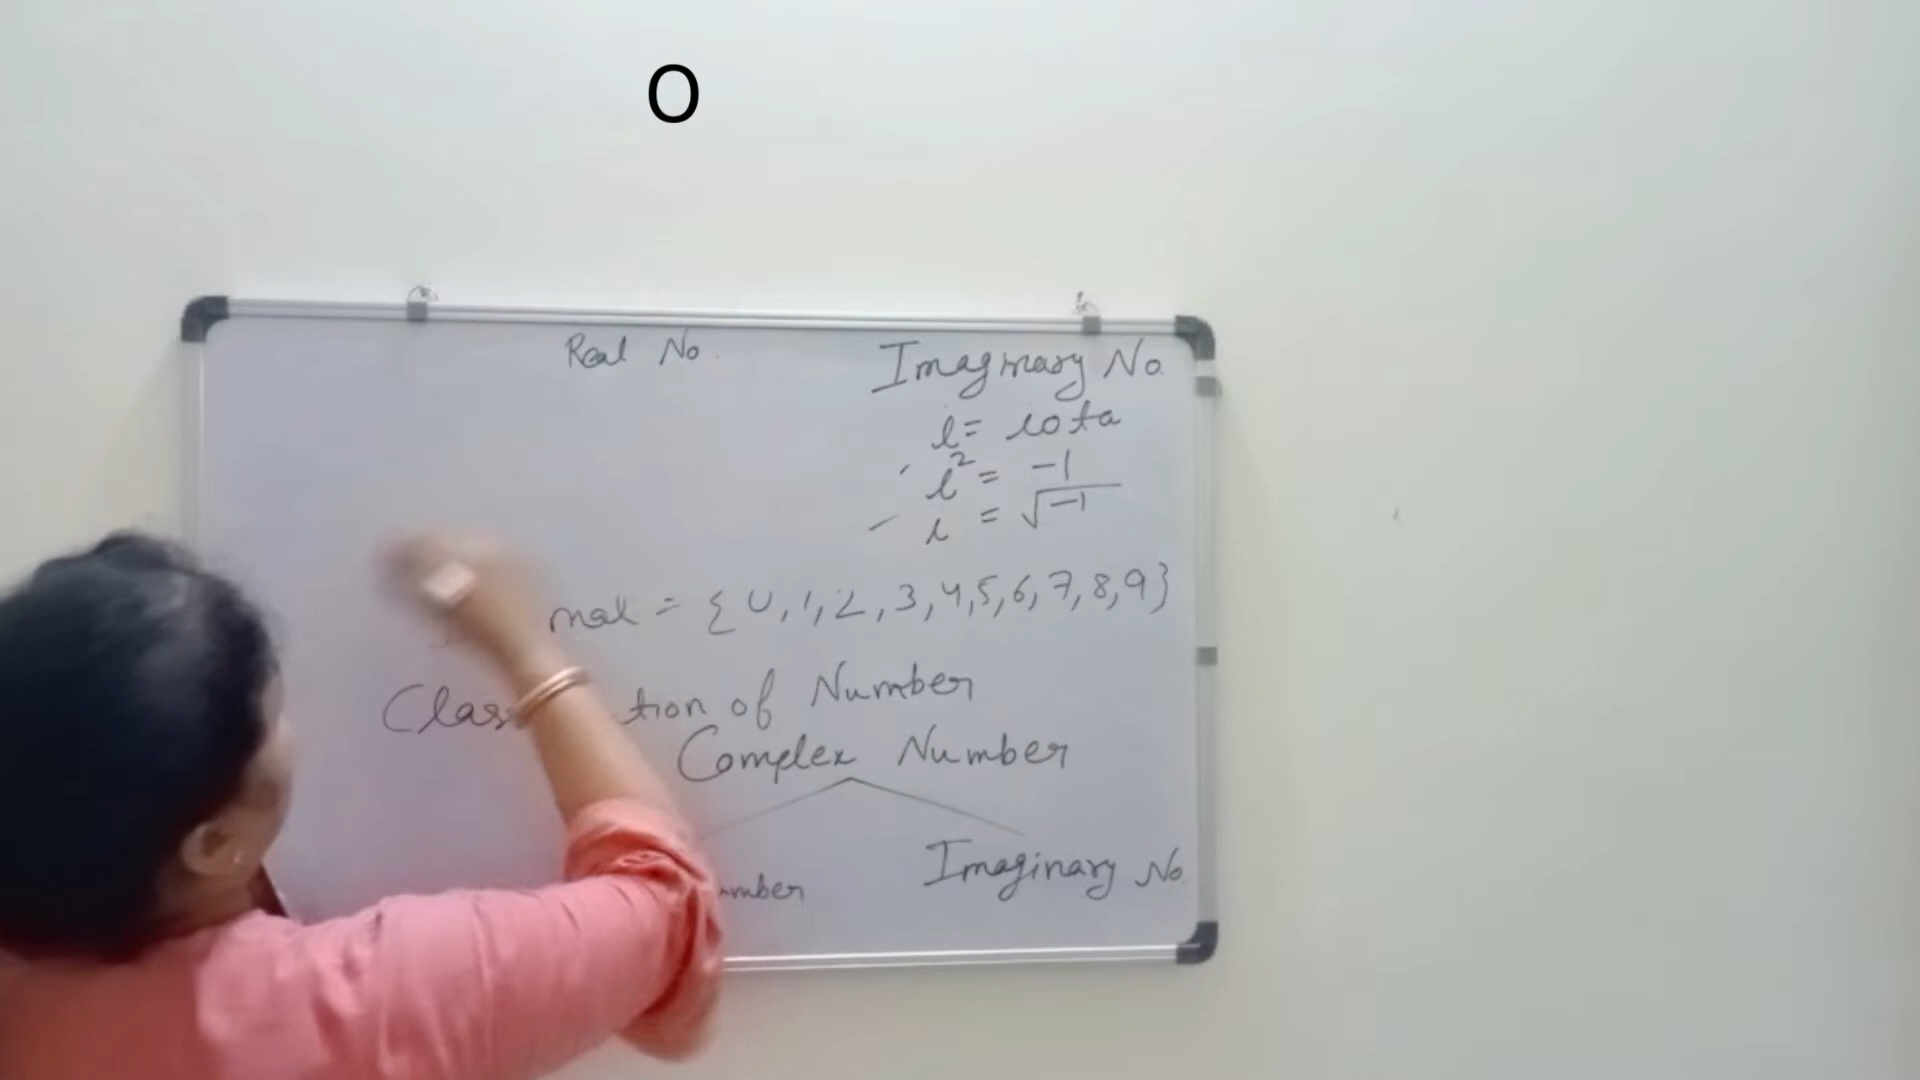 O
Real No.
Imaginary No.
i = iota
i² = -1
i = √-1
mal = {0,1,2,3,4,5,6,7,8,9}
Clas tion of Number
Complex Number
mber
Imaginary No.